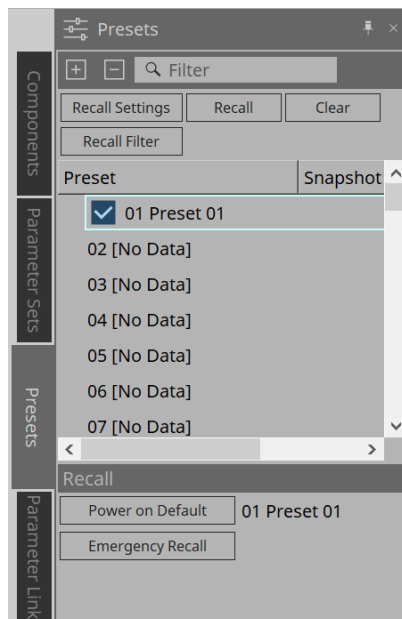 Presets
Filter
Recall Settings Recall Clear
Recall Filter
Preset Snapshot
01 Preset 01
02 [No Data]
03 [No Data]
04 [No Data]
05 [No Data]
06 [No Data]
07 [No Data]
Recall
Power on Default 01 Preset 01
Emergency Recall
Components
Parameter Sets
Presets
Parameter Link